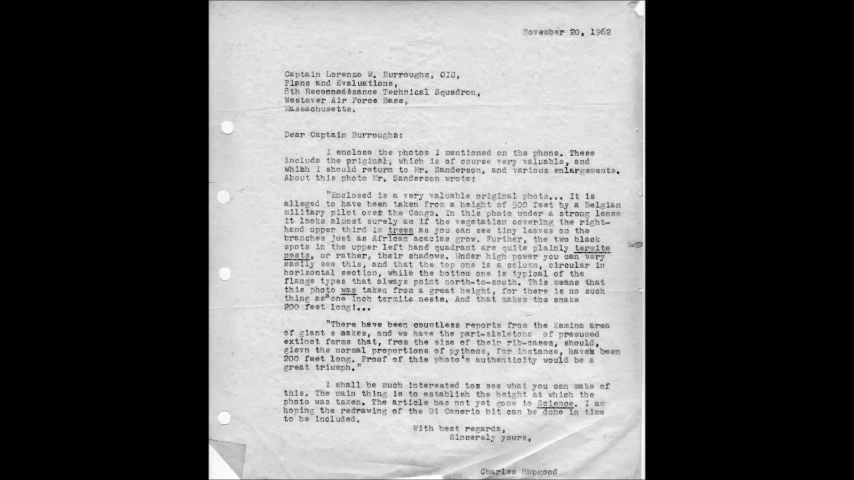 November 20, 1962
Captain Lorenzo M. Burroughs, OIC,
Plans and Evaluations,
8th Reconnaissance Technical Squadron,
Westover Air Force Base,
Massachusetts.
Dear Captain Burroughs:
I enclose the photos I mentioned on the phone. These
include the priginal, which is of course very valuable, and
which I should return to Mr. Sanderson, and various enlargements.
About this photo Mr. Sanderson wrote:
"Enclosed is a very valuable original photo... It is
alleged to have been taken from a height of 500 feet by a Belgian
military pilot over the Congo. In this photo under a strong lense
it looks almost surely as if the vegetation covering the right-
hand upper third is trees as you can see tiny leaves on the
branches just as African acacias grow. Further, the two black
spots in the upper left hand quadrant are quite plainly termite
nests, or rather, their shadows. Under high power you can very
easily see this, and that the top one is a column, circular in
horizontal section, while the bottom one is typical of the
flange types that always point north-to-south. This means that
this photo was taken from a great height, for there is no such
thing as one inch termite nests. And that makes the snake
200 feet long!...
"There have been countless reports from the Kamina area
of giant s makes, and we have the part-skeletons of presumed
extinct forms that, from the size of their rib-cases, should,
given the normal proportions of pythons, for instance, have been
200 feet long. Proof of this photo's authenticity would be a
great triumph."
I shall be much interested to see what you can make of
this. The main thing is to establish the height at which the
photo was taken. The article has not yet gone to Science. I am
hoping the redrawing of the Di Canerio bit can be done in time
to be included.
With best regards,
Sincerely yours,
Charles Hapgood